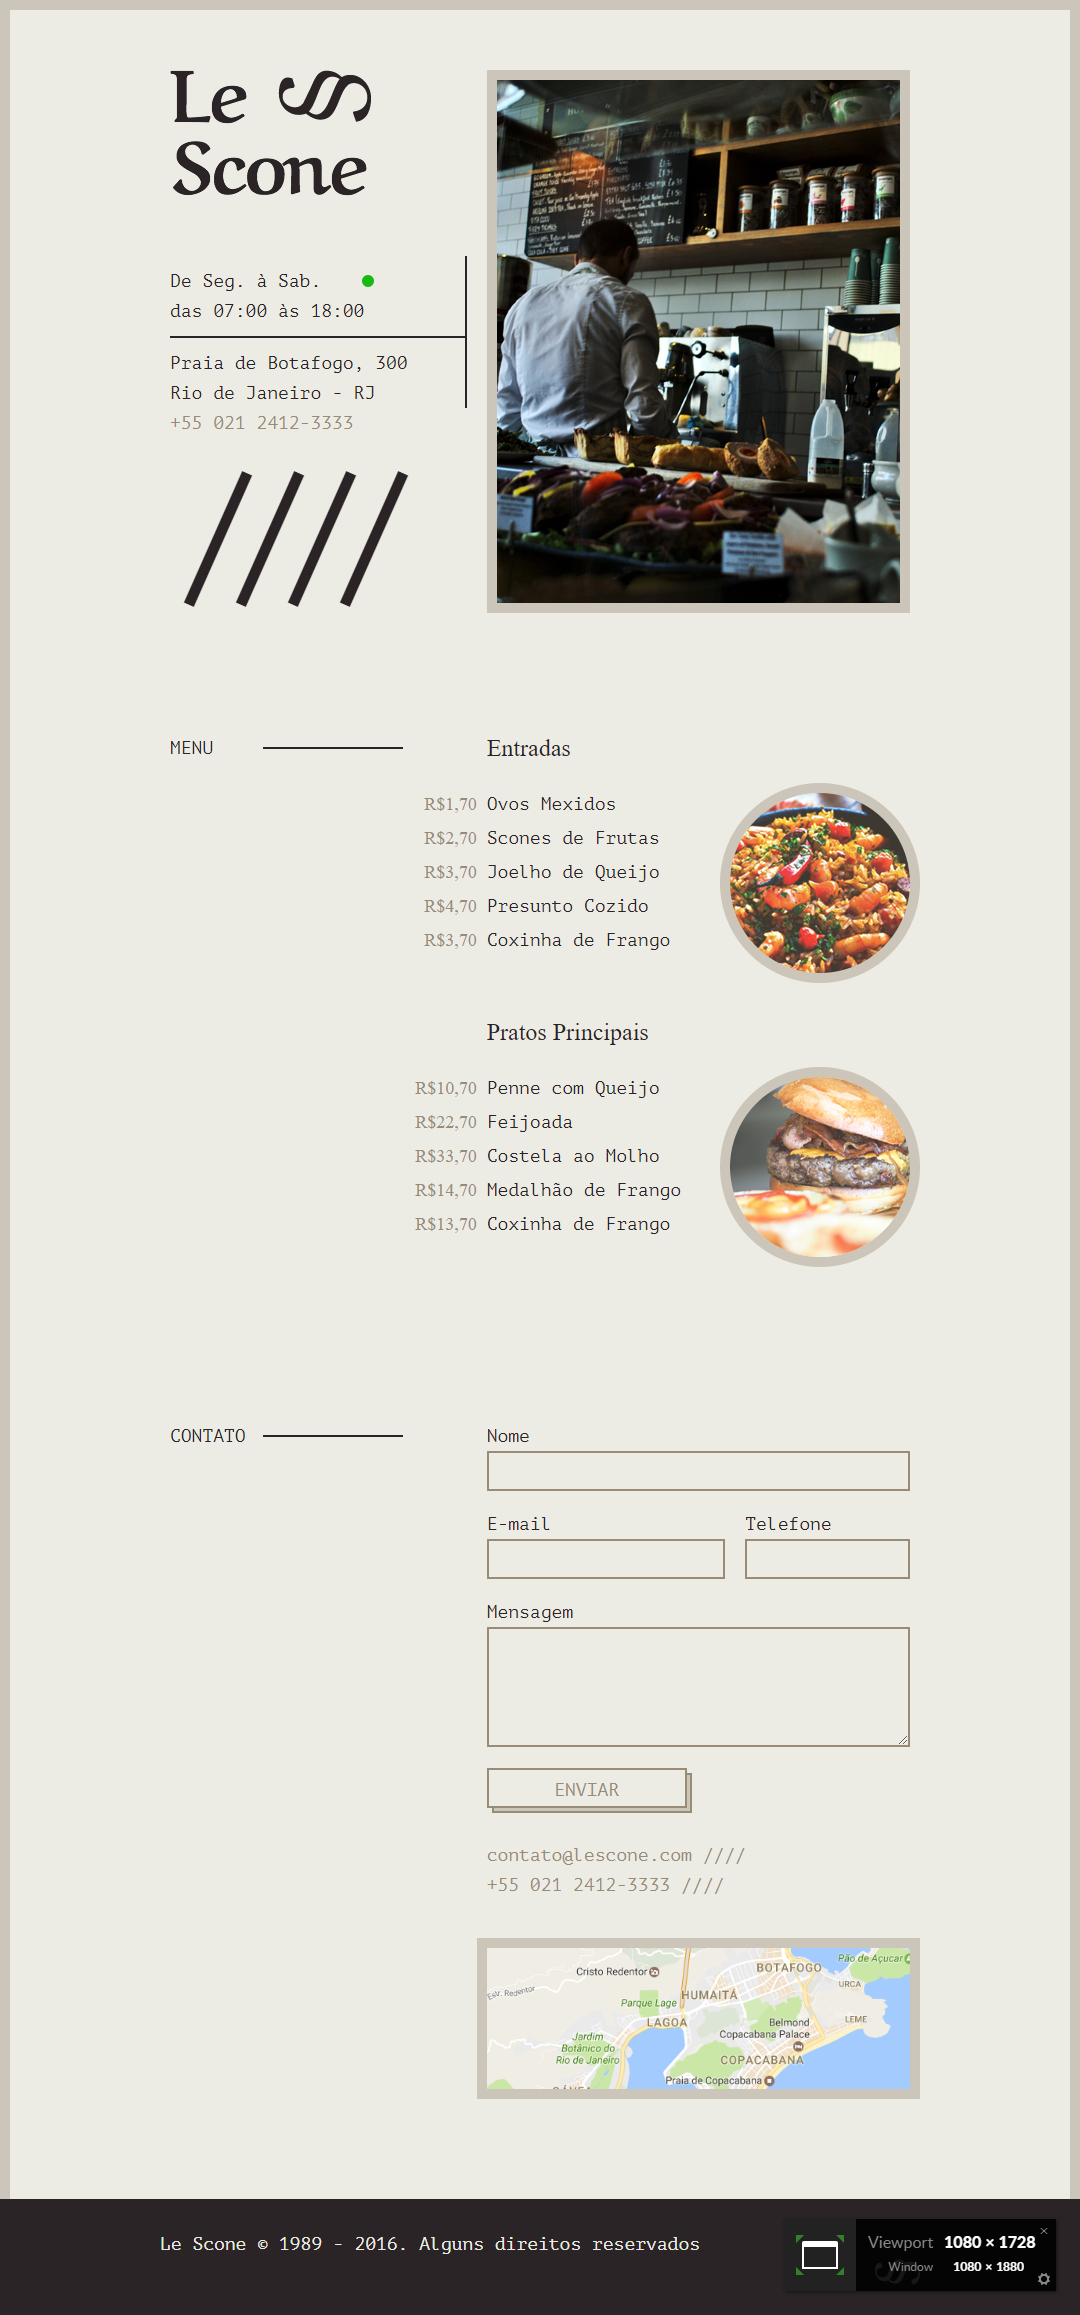 Le
Scone
De Seg. à Sab.
das 07:00 às 18:00
Praia de Botafogo, 300
Rio de Janeiro - RJ
+55 021 2412-3333
MENU
Entradas
R$1,70 Ovos Mexidos
R$2,70 Scones de Frutas
R$3,70 Joelho de Queijo
R$4,70 Presunto Cozido
R$3,70 Coxinha de Frango
Pratos Principais
R$10,70 Penne com Queijo
R$22,70 Feijoada
R$33,70 Costela ao Molho
R$14,70 Medalhão de Frango
R$13,70 Coxinha de Frango
CONTATO
Nome
E-mail Telefone
Mensagem
ENVIAR
contato@lescone.com ////
+55 021 2412-3333 ////
Pão de Açucar
BOTAFOGO
Cristo Redentor
URCA
Estr. Redentor
HUMAITÁ
Parque Lage
LAGOA
LEME
Belmond
Copacabana Palace
Jardim
Botânico do
Rio de Janeiro
COPACABANA
Praia de Copacabana
GÁVEA
Le Scone © 1989 - 2016. Alguns direitos reservados
Viewport 1080 × 1728
Window 1080 × 1880